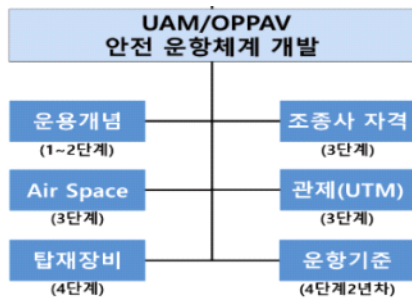 UAM/OPPAV
안전 운항체계 개발
운용개념
(1~2단계)
조종사 자격
(3단계)
Air Space
(3단계)
관제(UTM)
(3단계)
탑재장비
(4단계)
운항기준
(4단계2년차)